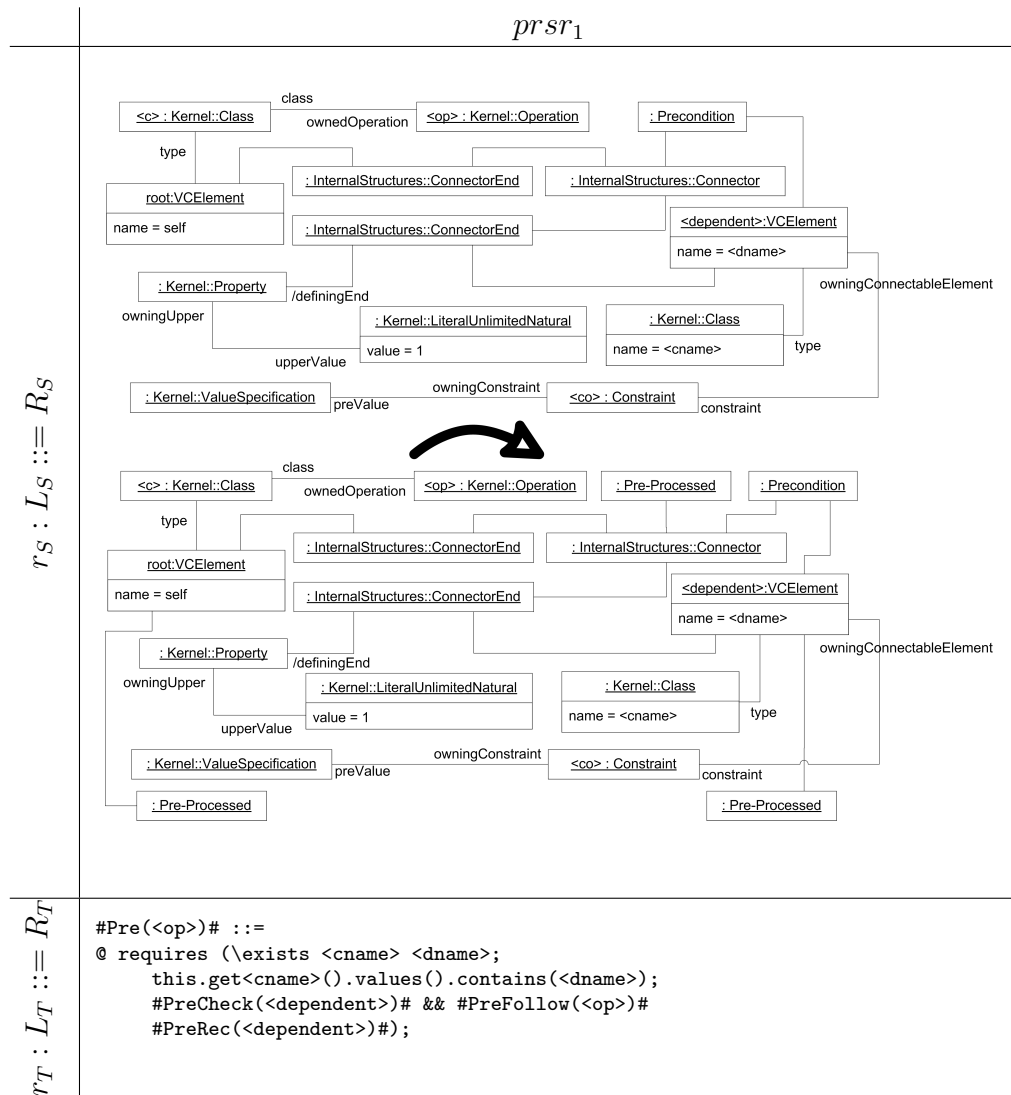 prsr1
class
<c> : Kernel::Class
ownedOperation
<op> : Kernel::Operation
: Precondition
type
: InternalStructures::ConnectorEnd
: InternalStructures::Connector
root:VCElement
name = self
: InternalStructures::ConnectorEnd
<dependent>:VCElement
name = <dname>
: Kernel::Property
/definingEnd
owningConnectableElement
owningUpper
: Kernel::LiteralUnlimitedNatural
value = 1
upperValue
: Kernel::Class
name = <cname>
type
: Kernel::ValueSpecification
preValue
owningConstraint
<co> : Constraint
constraint
rS : LS ::= RS
class
<c> : Kernel::Class
ownedOperation
<op> : Kernel::Operation
: Pre-Processed
: Precondition
type
: InternalStructures::ConnectorEnd
: InternalStructures::Connector
root:VCElement
name = self
: InternalStructures::ConnectorEnd
<dependent>:VCElement
name = <dname>
: Kernel::Property
/definingEnd
owningConnectableElement
owningUpper
: Kernel::LiteralUnlimitedNatural
value = 1
upperValue
: Kernel::Class
name = <cname>
type
: Kernel::ValueSpecification
preValue
owningConstraint
<co> : Constraint
constraint
: Pre-Processed
: Pre-Processed
rT : LT ::= RT
#Pre(<op>)# ::=
@ requires (\exists <cname> <dname>;
this.get<cname>().values().contains(<dname>);
#PreCheck(<dependent>)# && #PreFollow(<op>)#
#PreRec(<dependent>)#);